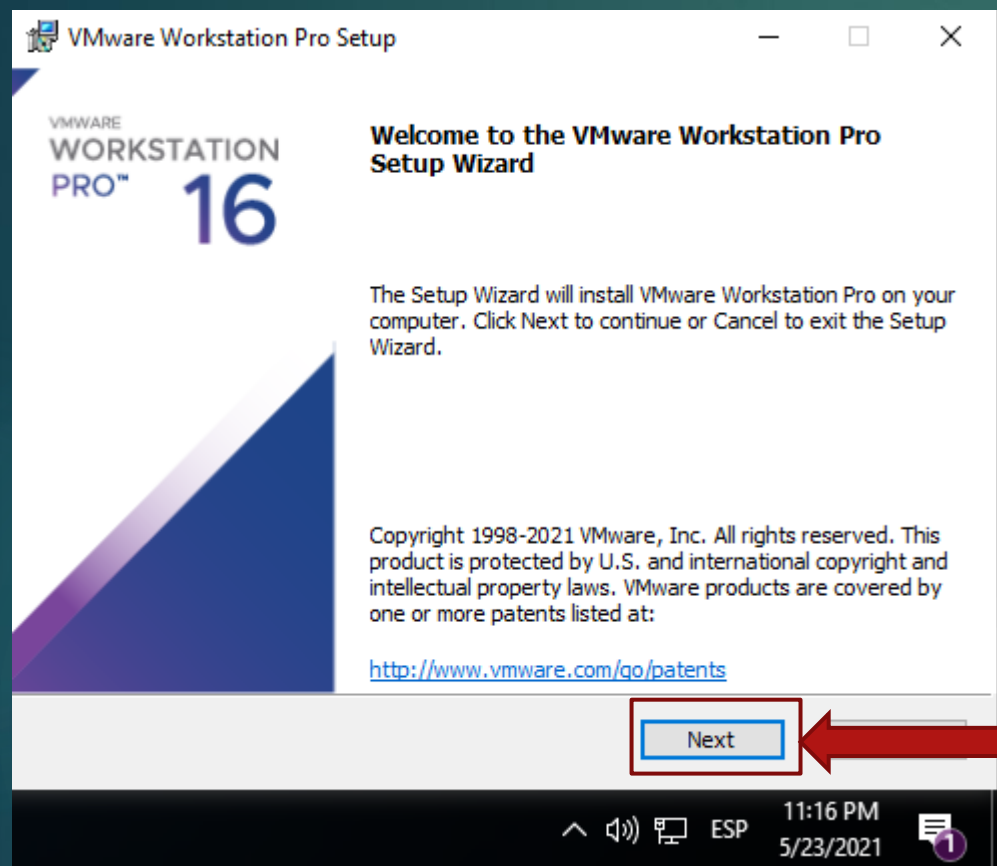 VMware Workstation Pro Setup
VMWARE
WORKSTATION
PRO™ 16
Welcome to the VMware Workstation Pro
Setup Wizard
The Setup Wizard will install VMware Workstation Pro on your
computer. Click Next to continue or Cancel to exit the Setup
Wizard.
Copyright 1998-2021 VMware, Inc. All rights reserved. This
product is protected by U.S. and international copyright and
intellectual property laws. VMware products are covered by
one or more patents listed at:
http://www.vmware.com/go/patents
Next
ESP
11:16 PM
5/23/2021
1